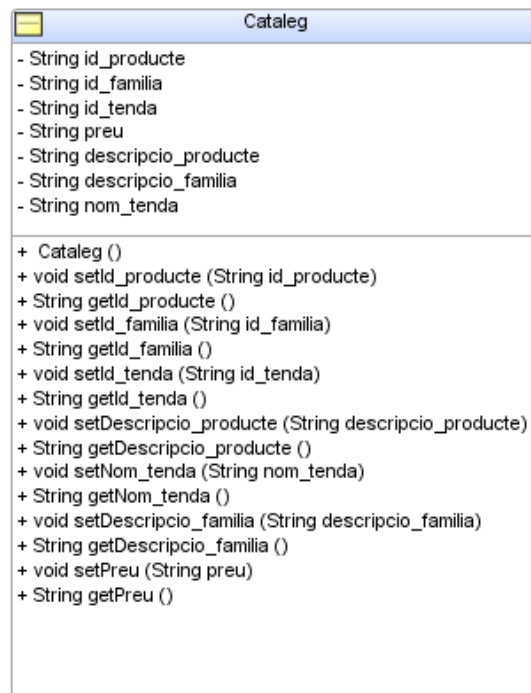 Cataleg
- String id_producte
- String id_familia
- String id_tenda
- String preu
- String descripcio_producte
- String descripcio_familia
- String nom_tenda
+ Cataleg ()
+ void setId_producte (String id_producte)
+ String getId_producte ()
+ void setId_familia (String id_familia)
+ String getId_familia ()
+ void setId_tenda (String id_tenda)
+ String getId_tenda ()
+ void setDescripcio_producte (String descripcio_producte)
+ String getDescripcio_producte ()
+ void setNom_tenda (String nom_tenda)
+ String getNom_tenda ()
+ void setDescripcio_familia (String descripcio_familia)
+ String getDescripcio_familia ()
+ void setPreu (String preu)
+ String getPreu ()